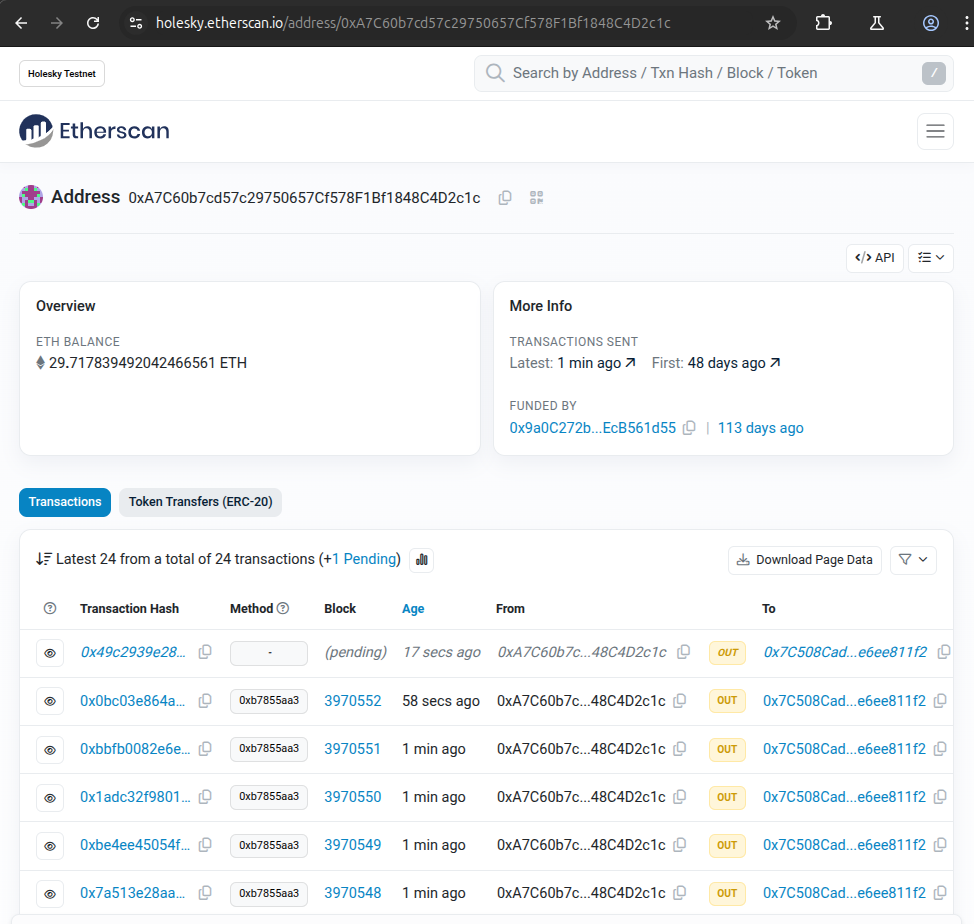 holesky.etherscan.io/address/0xA7C60b7cd57c29750657Cf578F1Bf1848C4D2c1c
Holesky Testnet
Search by Address / Txn Hash / Block / Token /
Etherscan
Address 0xA7C60b7cd57c29750657Cf578F1Bf1848C4D2c1c
</> API
Overview
ETH BALANCE
29.717839492042466561 ETH
More Info
TRANSACTIONS SENT
Latest: 1 min ago First: 48 days ago
FUNDED BY
0x9a0C272b...EcB561d55 | 113 days ago
Transactions Token Transfers (ERC-20)
Latest 24 from a total of 24 transactions (+1 Pending) Download Page Data
Transaction Hash Method Block Age From To
0x49c2939e28... - (pending) 17 secs ago 0xA7C60b7c...48C4D2c1c OUT 0x7C508Cad...e6ee811f2
0x0bc03e864a... 0xb7855aa3 3970552 58 secs ago 0xA7C60b7c...48C4D2c1c OUT 0x7C508Cad...e6ee811f2
0xbbfb0082e6e... 0xb7855aa3 3970551 1 min ago 0xA7C60b7c...48C4D2c1c OUT 0x7C508Cad...e6ee811f2
0x1adc32f9801... 0xb7855aa3 3970550 1 min ago 0xA7C60b7c...48C4D2c1c OUT 0x7C508Cad...e6ee811f2
0xbe4ee45054f... 0xb7855aa3 3970549 1 min ago 0xA7C60b7c...48C4D2c1c OUT 0x7C508Cad...e6ee811f2
0x7a513e28aa... 0xb7855aa3 3970548 1 min ago 0xA7C60b7c...48C4D2c1c OUT 0x7C508Cad...e6ee811f2